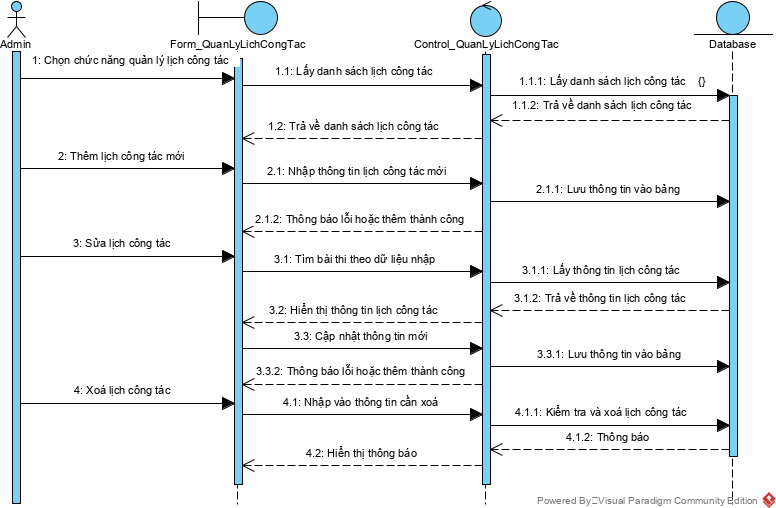 Admin
Form_QuanLyLichCongTac
Control_QuanLyLichCongTac
Database
1: Chọn chức năng quản lý lịch công tác
1.1: Lấy danh sách lịch công tác
1.1.1: Lấy danh sách lịch công tác {}
1.1.2: Trả về danh sách lịch công tác
1.2: Trả về danh sách lịch công tác
2: Thêm lịch công tác mới
2.1: Nhập thông tin lịch công tác mới
2.1.1: Lưu thông tin vào bảng
2.1.2: Thông báo lỗi hoặc thêm thành công
3: Sửa lịch công tác
3.1: Tìm bài thi theo dữ liệu nhập
3.1.1: Lấy thông tin lịch công tác
3.1.2: Trả về thông tin lịch công tác
3.2: Hiển thị thông tin lịch công tác
3.3: Cập nhật thông tin mới
3.3.1: Lưu thông tin vào bảng
3.3.2: Thông báo lỗi hoặc thêm thành công
4: Xoá lịch công tác
4.1: Nhập vào thông tin cần xoá
4.1.1: Kiểm tra và xoá lịch công tác
4.1.2: Thông báo
4.2: Hiển thị thông báo
Powered By Visual Paradigm Community Edition